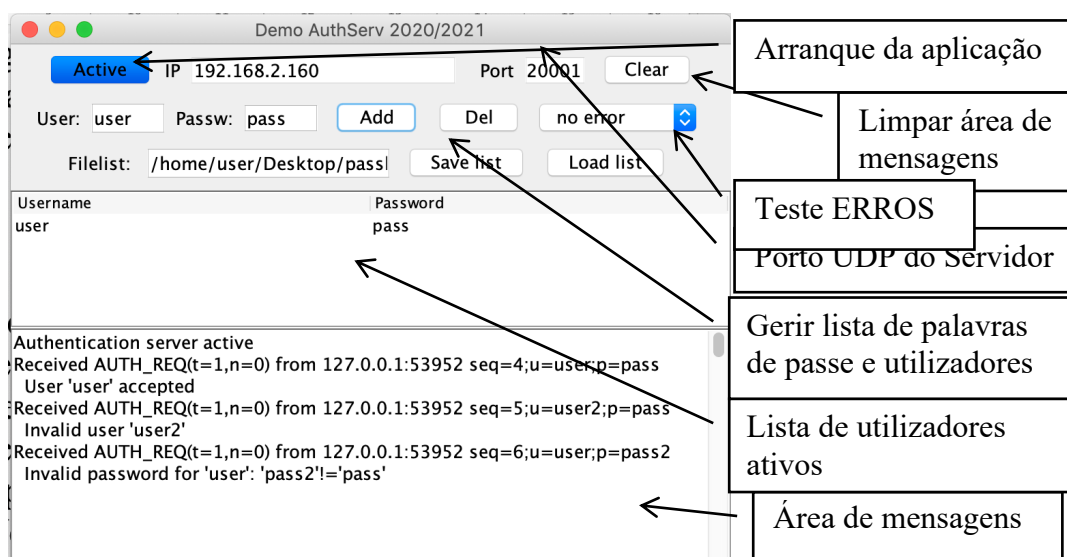 Demo AuthServ 2020/2021
Active IP 192.168.2.160 Port 20001 Clear
User: user Passw: pass Add Del no error
Filelist: /home/user/Desktop/passl Save list Load list
Username Password
user pass
Authentication server active
Received AUTH_REQ(t=1,n=0) from 127.0.0.1:53952 seq=4;u=user;p=pass
User 'user' accepted
Received AUTH_REQ(t=1,n=0) from 127.0.0.1:53952 seq=5;u=user2;p=pass
Invalid user 'user2'
Received AUTH_REQ(t=1,n=0) from 127.0.0.1:53952 seq=6;u=user;p=pass2
Invalid password for 'user': 'pass2'!='pass'
Arranque da aplicação
Limpar área de
mensagens
Teste ERROS
Porto UDP do Servidor
Gerir lista de palavras
de passe e utilizadores
Lista de utilizadores
ativos
Área de mensagens